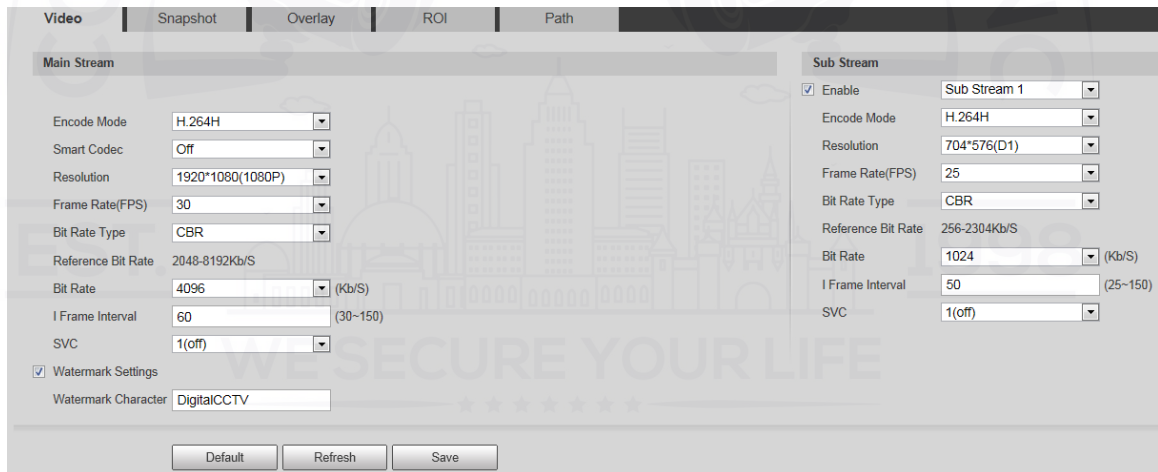 Video Snapshot Overlay ROI Path
Main Stream
Encode Mode H.264H
Smart Codec Off
Resolution 1920*1080(1080P)
Frame Rate(FPS) 30
Bit Rate Type CBR
Reference Bit Rate 2048-8192Kb/S
Bit Rate 4096 (Kb/S)
I Frame Interval 60 (30~150)
SVC 1(off)
Watermark Settings
Watermark Character DigitalCCTV
Default Refresh Save
Sub Stream
Enable Sub Stream 1
Encode Mode H.264H
Resolution 704*576(D1)
Frame Rate(FPS) 25
Bit Rate Type CBR
Reference Bit Rate 256-2304Kb/S
Bit Rate 1024 (Kb/S)
I Frame Interval 50 (25~150)
SVC 1(off)
EST. 1998
WE SECURE YOUR LIFE